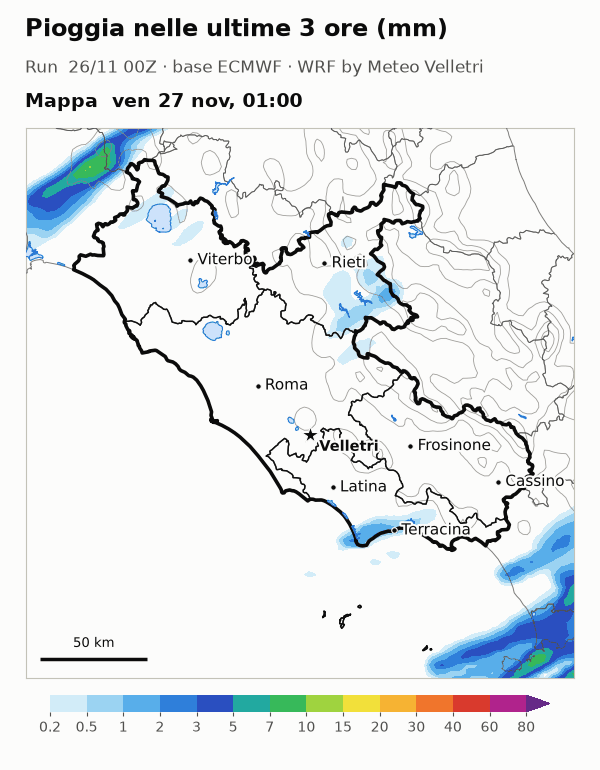 Pioggia nelle ultime 3 ore (mm)
Run  26/11 00Z · base ECMWF · WRF by Meteo Velletri
Mappa  ven 27 nov, 01:00
Viterbo
Rieti
Roma
Velletri
Frosinone
Latina
Cassino
Terracina
50 km
0.2 0.5 1 2 3 5 7 10 15 20 30 40 60 80